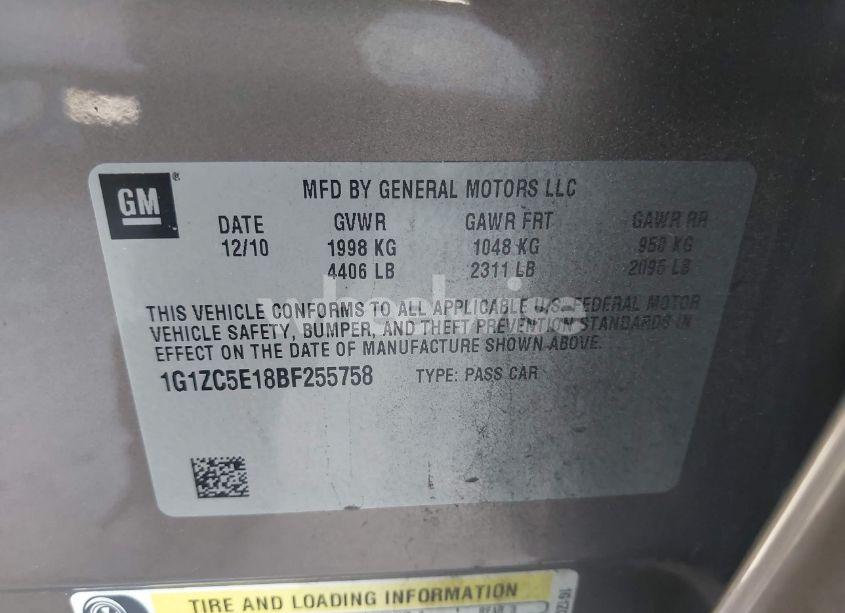 GM
MFD BY GENERAL MOTORS LLC
DATE GVWR GAWR FRT GAWR RR
12/10 1998 KG 1048 KG 950 KG
4406 LB 2311 LB 2095 LB
THIS VEHICLE CONFORMS TO ALL APPLICABLE U.S. FEDERAL MOTOR
VEHICLE SAFETY, BUMPER, AND THEFT PREVENTION STANDARDS IN
EFFECT ON THE DATE OF MANUFACTURE SHOWN ABOVE.
1G1ZC5E18BF255758 TYPE: PASS CAR
TIRE AND LOADING INFORMATION